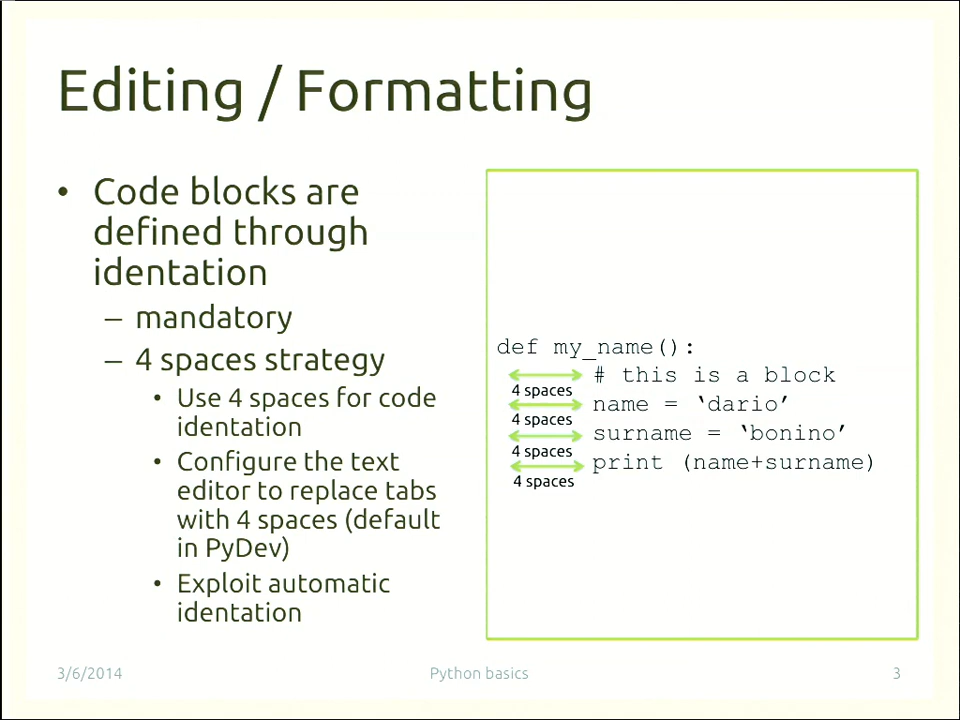 Editing / Formatting
• Code blocks are
defined through
identation
– mandatory
– 4 spaces strategy
• Use 4 spaces for code
identation
• Configure the text
editor to replace tabs
with 4 spaces (default
in PyDev)
• Exploit automatic
identation
def my_name():
# this is a block
4 spaces
name = ‘dario’
4 spaces
surname = ‘bonino’
4 spaces
print (name+surname)
4 spaces
3/6/2014
Python basics
3